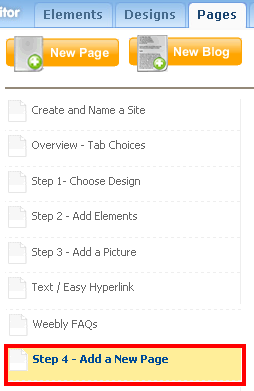 itor Elements Designs Pages
New Page New Blog
Create and Name a Site
Overview - Tab Choices
Step 1- Choose Design
Step 2 - Add Elements
Step 3 - Add a Picture
Text / Easy Hyperlink
Weebly FAQs
Step 4 - Add a New Page